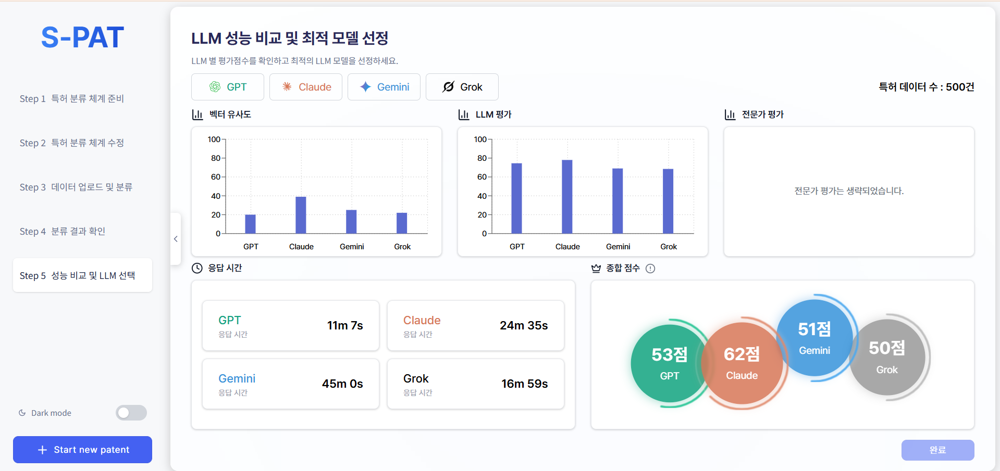 S-PAT
Step 1 특허 분류 체계 준비
Step 2 특허 분류 체계 수정
Step 3 데이터 업로드 및 분류
Step 4 분류 결과 확인
Step 5 성능 비교 및 LLM 선택
Dark mode
Start new patent
LLM 성능 비교 및 최적 모델 선정
LLM 별 평가점수를 확인하고 최적의 LLM 모델을 선정하세요.
GPT
Claude
Gemini
Grok
특허 데이터 수 : 500건
벡터 유사도
100
80
60
40
20
0
GPT
Claude
Gemini
Grok
LLM 평가
100
80
60
40
20
0
GPT
Claude
Gemini
Grok
전문가 평가
전문가 평가는 생략되었습니다.
응답 시간
GPT
응답 시간
11m 7s
Claude
응답 시간
24m 35s
Gemini
응답 시간
45m 0s
Grok
응답 시간
16m 59s
종합 점수
53점
GPT
62점
Claude
51점
Gemini
50점
Grok
완료